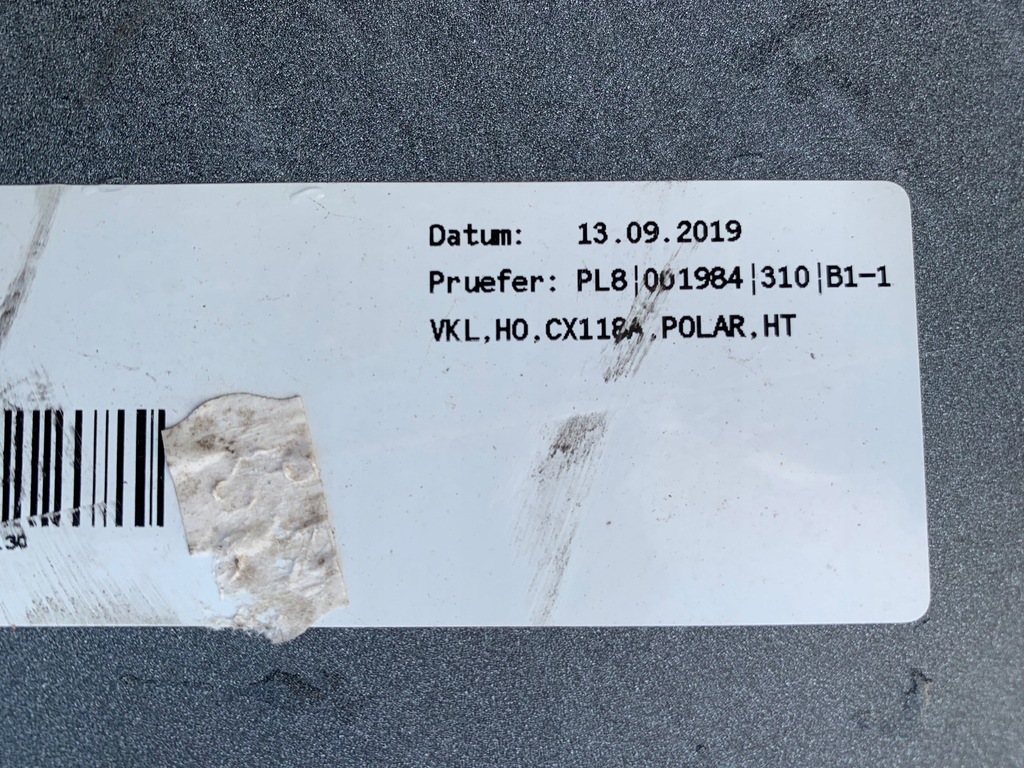 Datum: 13.09.2019
Pruefer: PL8|001984|310|B1-1
VKL,HO,CX118A,POLAR,HT